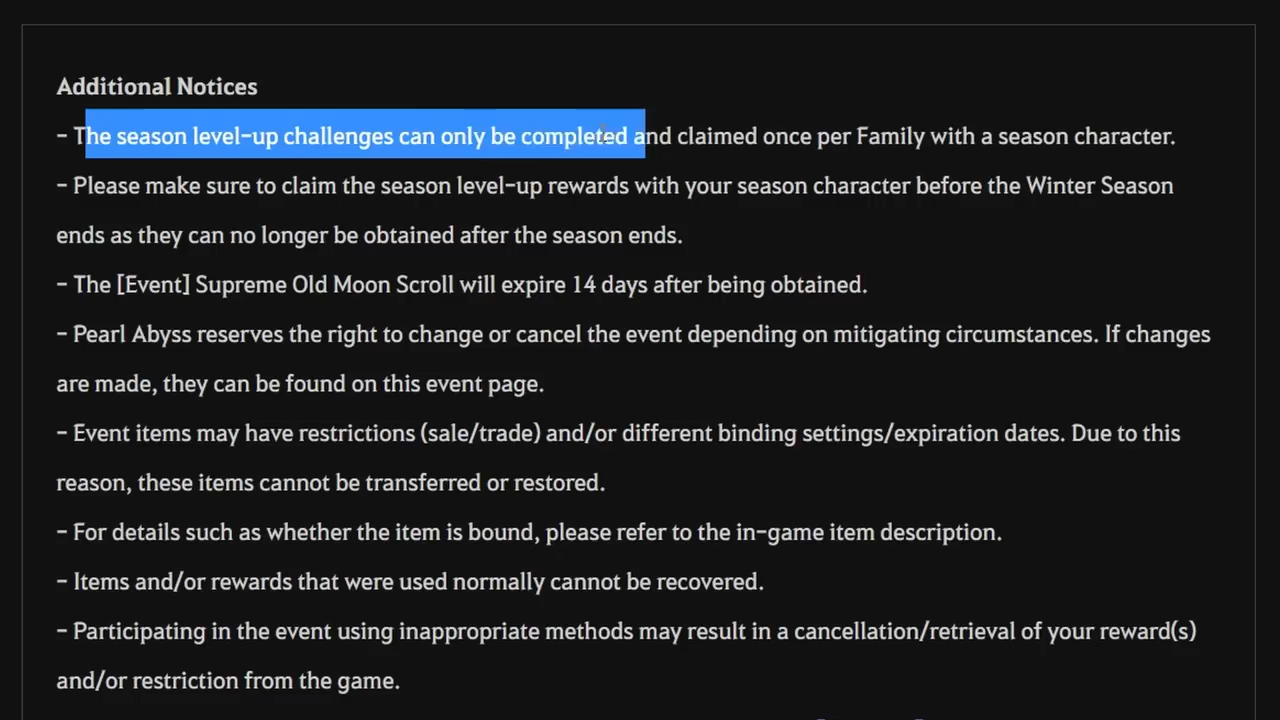 Additional Notices
- The season level-up challenges can only be completed and claimed once per Family with a season character.
- Please make sure to claim the season level-up rewards with your season character before the Winter Season
ends as they can no longer be obtained after the season ends.
- The [Event] Supreme Old Moon Scroll will expire 14 days after being obtained.
- Pearl Abyss reserves the right to change or cancel the event depending on mitigating circumstances. If changes
are made, they can be found on this event page.
- Event items may have restrictions (sale/trade) and/or different binding settings/expiration dates. Due to this
reason, these items cannot be transferred or restored.
- For details such as whether the item is bound, please refer to the in-game item description.
- Items and/or rewards that were used normally cannot be recovered.
- Participating in the event using inappropriate methods may result in a cancellation/retrieval of your reward(s)
and/or restriction from the game.